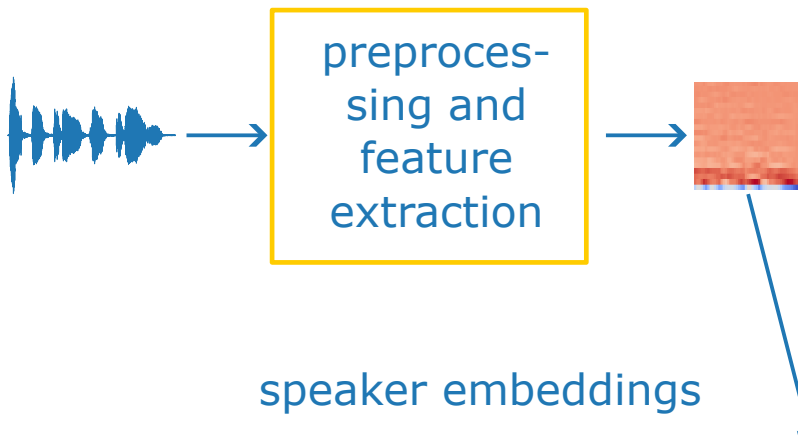 preproces-
sing and
feature
extraction
speaker embeddings